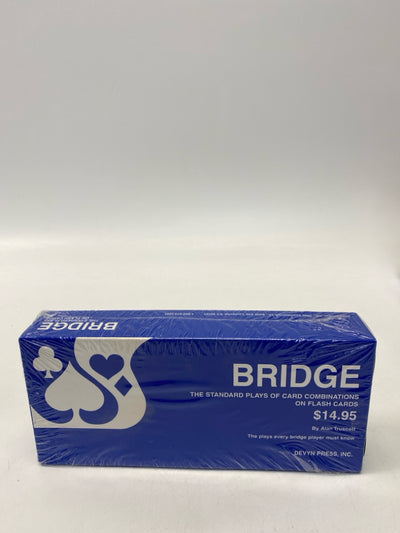 BRIDGE
BRIDGE
THE STANDARD PLAYS OF CARD COMBINATIONS
ON FLASH CARDS
$14.95
By Alan Truscott
The plays every bridge player must know
DEVYN PRESS, INC.